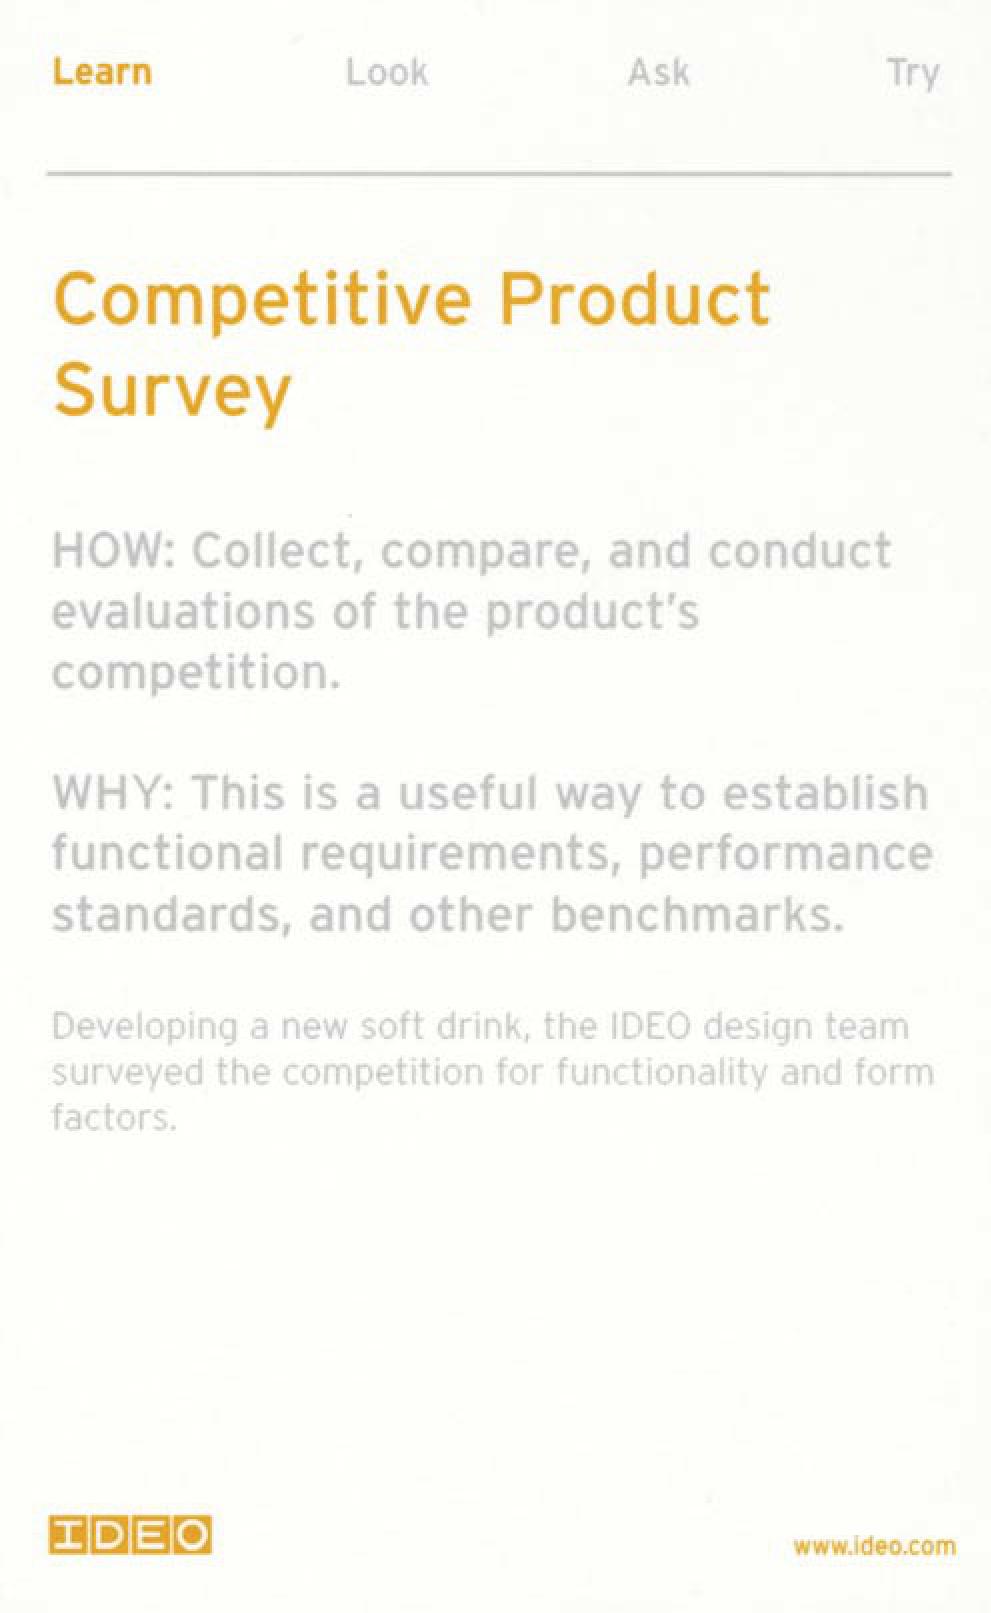 Learn Look Ask Try
Competitive Product
Survey
HOW: Collect, compare, and conduct
evaluations of the product's
competition.
WHY: This is a useful way to establish
functional requirements, performance
standards, and other benchmarks.
Developing a new soft drink, the IDEO design team
surveyed the competition for functionality and form
factors.
IDEO
www.ideo.com